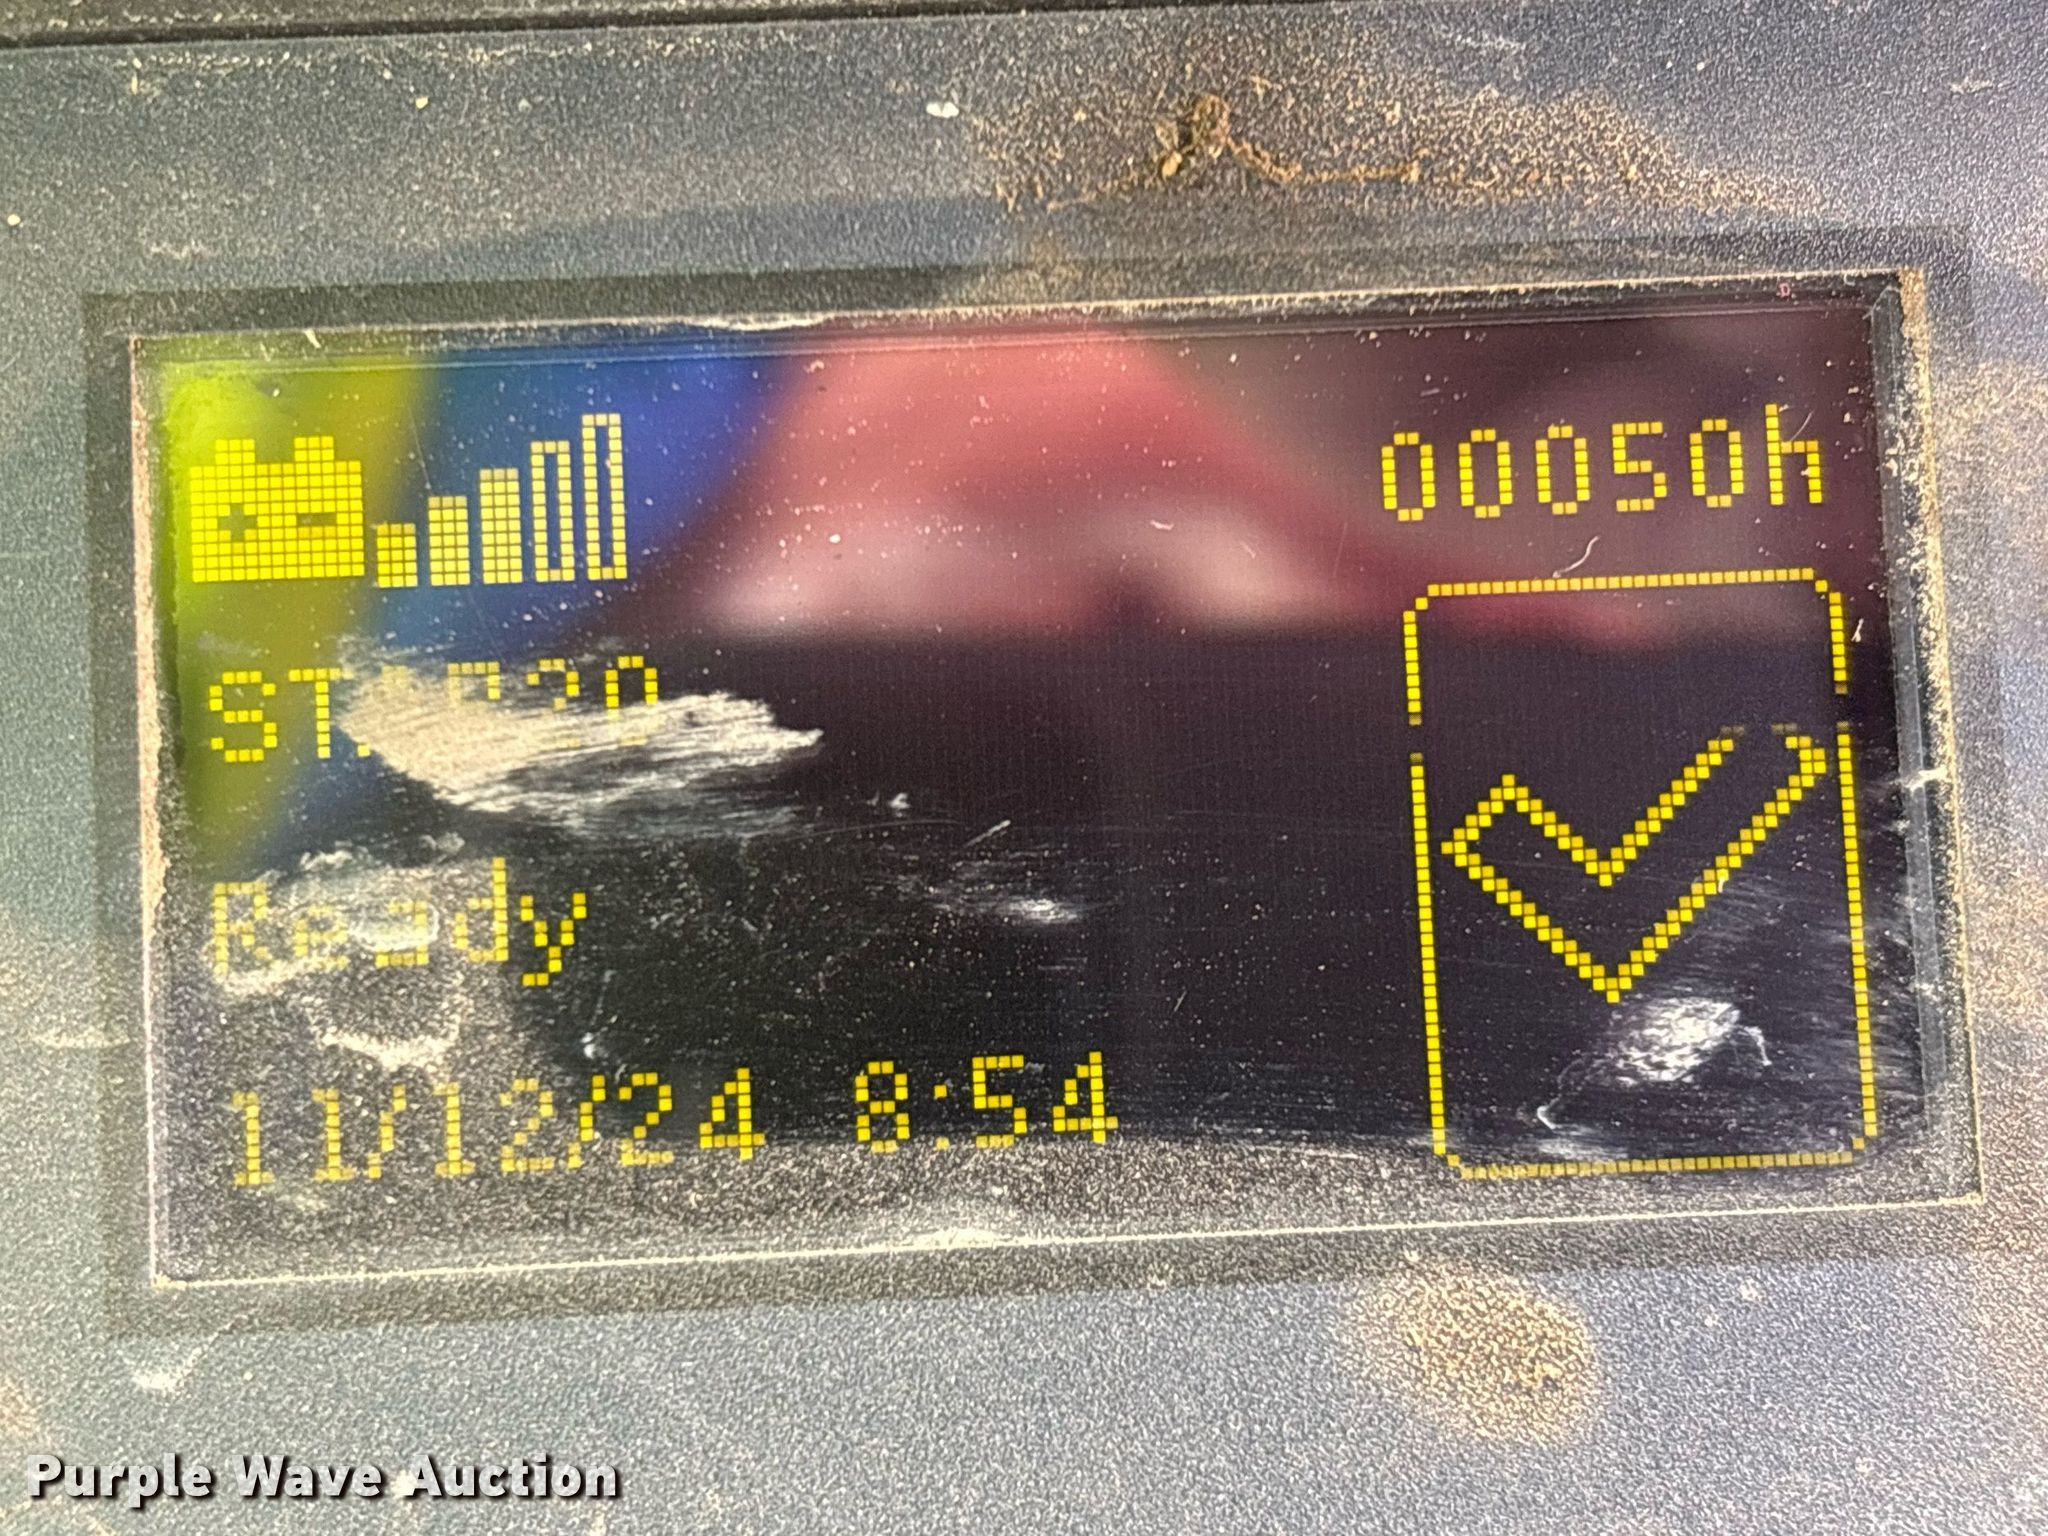 00050h
Ready
11/12/24 8:54
Purple Wave Auction